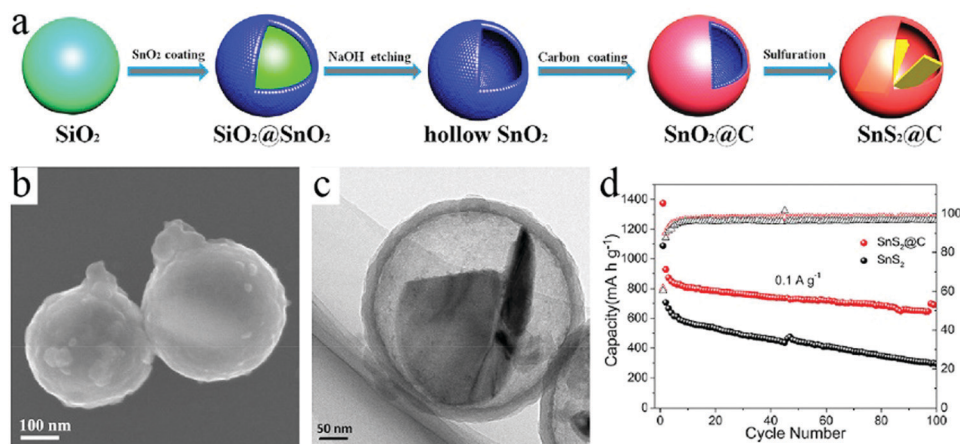 a
SnO₂ coating
NaOH etching
Carbon coating
Sulfuration
SiO₂
SiO₂@SnO₂
hollow SnO₂
SnO₂@C
SnS₂@C
b
100 nm
c
50 nm
d
1400
1200
1000
800
600
400
200
0
Capacity(mA h g⁻¹)
SnS₂@C
SnS₂
0.1 A g⁻¹
100
80
60
40
20
0
20
40
60
80
100
Cycle Number